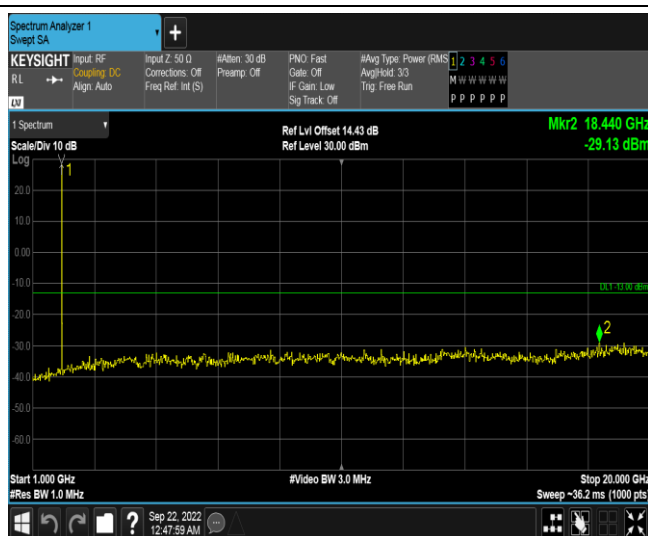 Spectrum Analyzer 1
Swept SA
+
KEYSIGHT
RL
LXI
Input: RF
Coupling: DC
Align: Auto
Input Z: 50 Ω
Corrections: Off
Freq Ref: Int (S)
#Atten: 30 dB
Preamp: Off
PNO: Fast
Gate: Off
IF Gain: Low
Sig Track: Off
#Avg Type: Power (RMS
Avg|Hold: 3/3
Trig: Free Run
1 2 3 4 5 6
M W W W W W
P P P P P P
1 Spectrum
Scale/Div 10 dB
Log
Ref Lvl Offset 14.43 dB
Ref Level 30.00 dBm
Mkr2 18.440 GHz
-29.13 dBm
1
20.0
10.0
0.00
-10.0
DL1 -13.00 dBm
-20.0
2
-30.0
-40.0
-50.0
-60.0
Start 1.000 GHz
#Res BW 1.0 MHz
#Video BW 3.0 MHz
Stop 20.000 GHz
Sweep ~36.2 ms (1000 pts)
?
Sep 22, 2022
12:47:59 AM